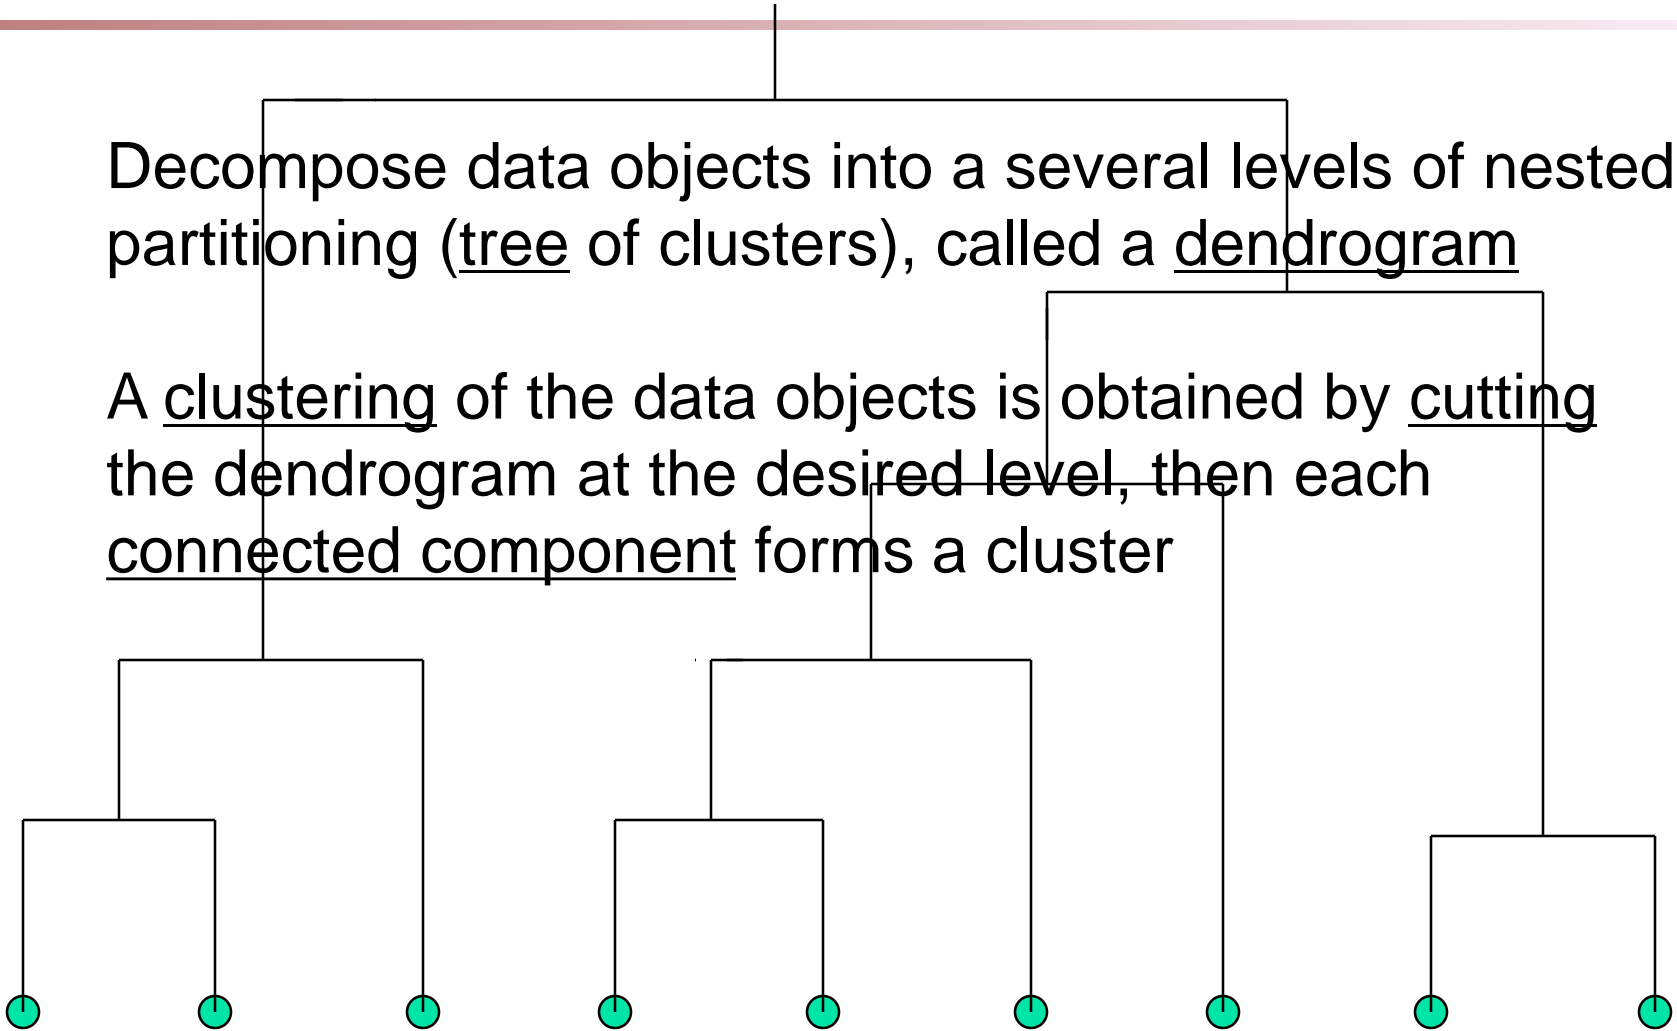 Decompose data objects into a several levels of nested
partitioning (tree of clusters), called a dendrogram
A clustering of the data objects is obtained by cutting
the dendrogram at the desired level, then each
connected component forms a cluster